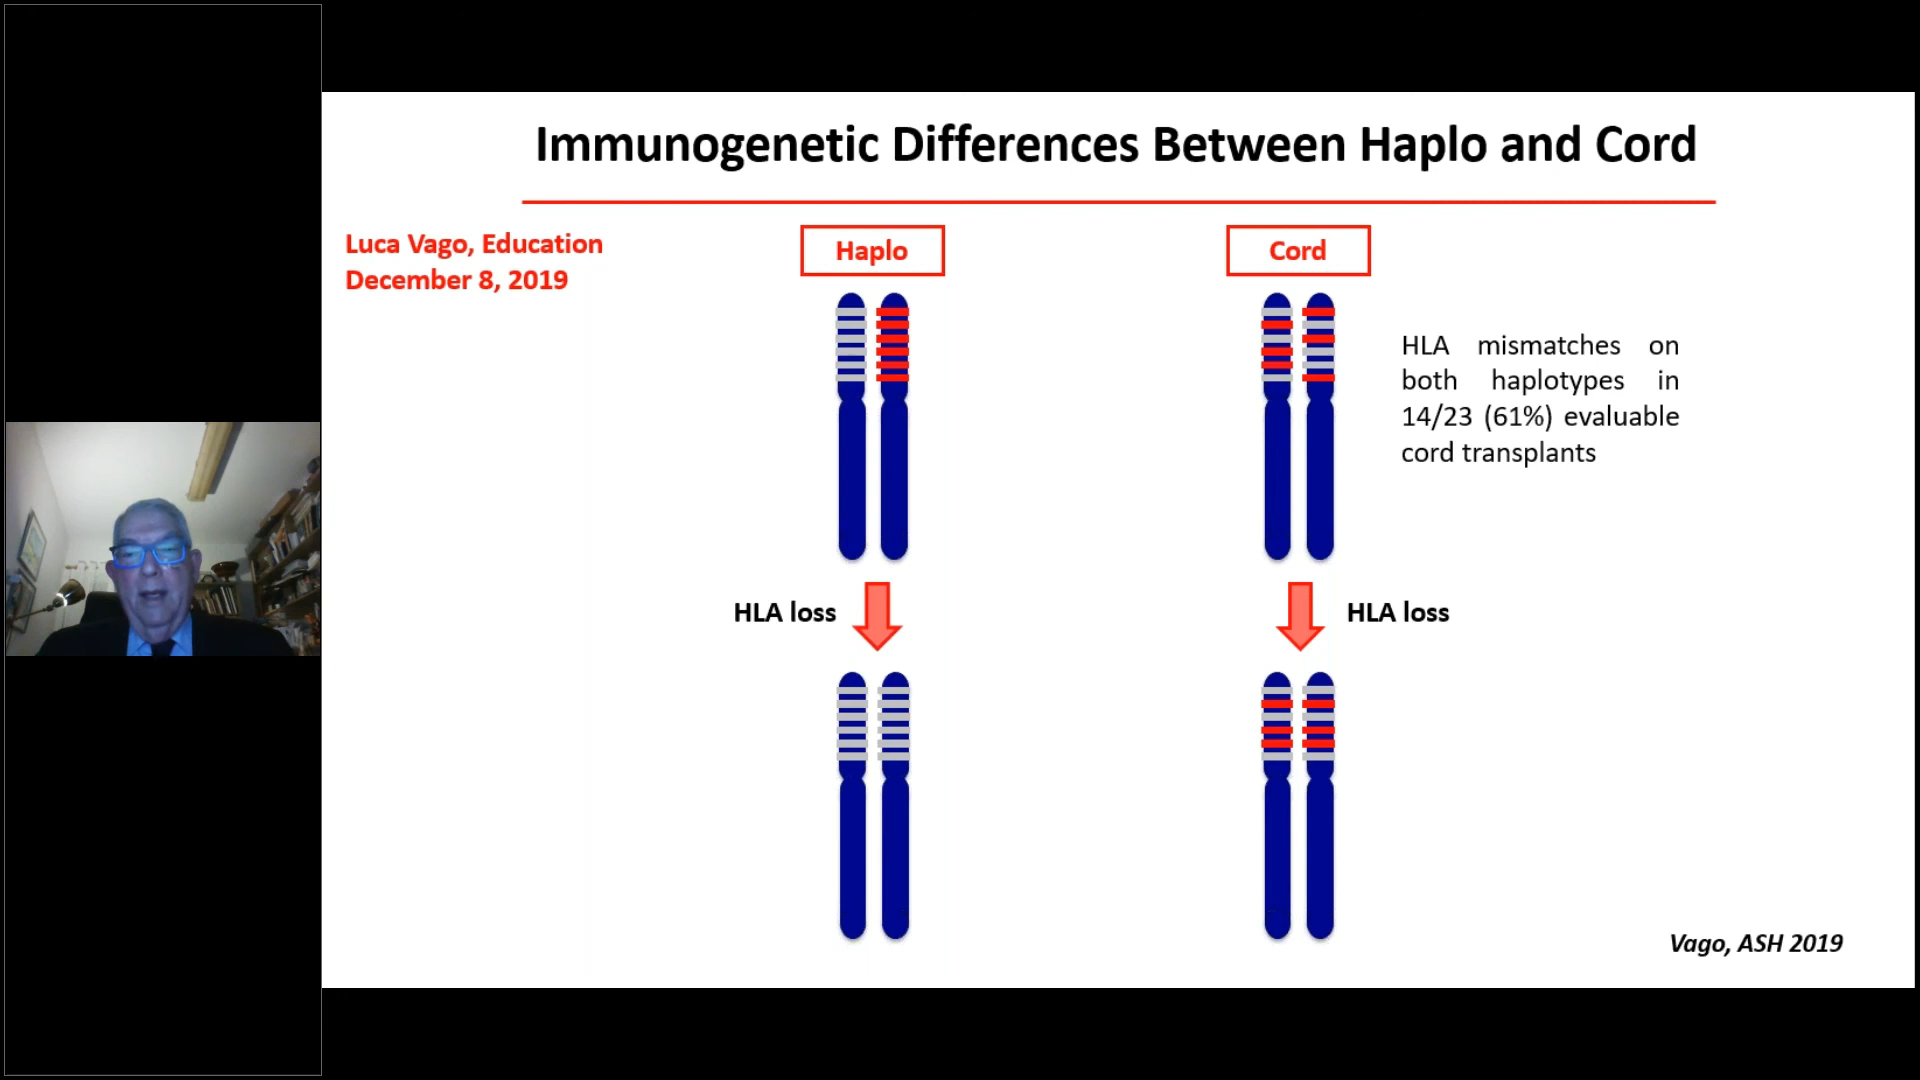 Immunogenetic Differences Between Haplo and Cord
Luca Vago, Education
December 8, 2019
Haplo
Cord
HLA mismatches on
both haplotypes in
14/23 (61%) evaluable
cord transplants
HLA loss
HLA loss
Vago, ASH 2019